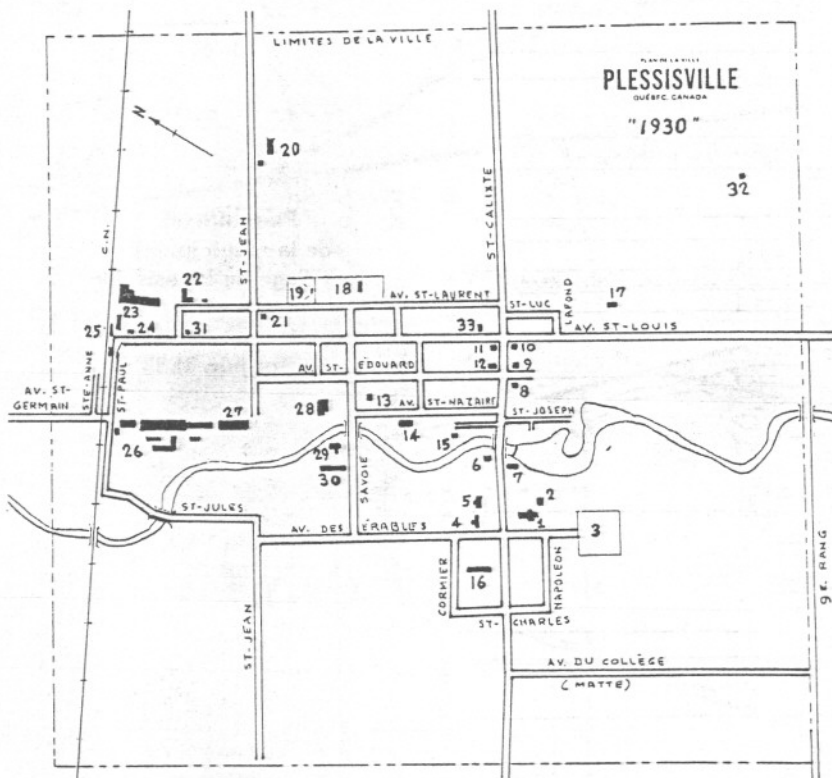 LIMITES DE LA VILLE
PLAN DE LA VILLE
PLESSISVILLE
QUÉBEC, CANADA
"1930"
N
20
32
ST-JEAN
ST-CALIXTE
C.N.
22
19
18
AV. ST-LAURENT
ST-LUC
LAFOND
17
23
25
24
31
21
33
AV. ST-LOUIS
11
10
AV. ST- ÉDOUARD
12
9
STE-ANNE
ST-PAUL
AV. ST-GERMAIN
28
13
AV. ST-NAZAIRE
8
ST-JOSEPH
27
14
15
26
29
30
SAVOIE
6
7
ST-JULES
5
2
4
1
3
AV. DES ÉRABLES
CORMIER
16
NAPOLÉON
ST-CHARLES
ST-JEAN
9E. RANG
AV. DU COLLÈGE
(MATTE)